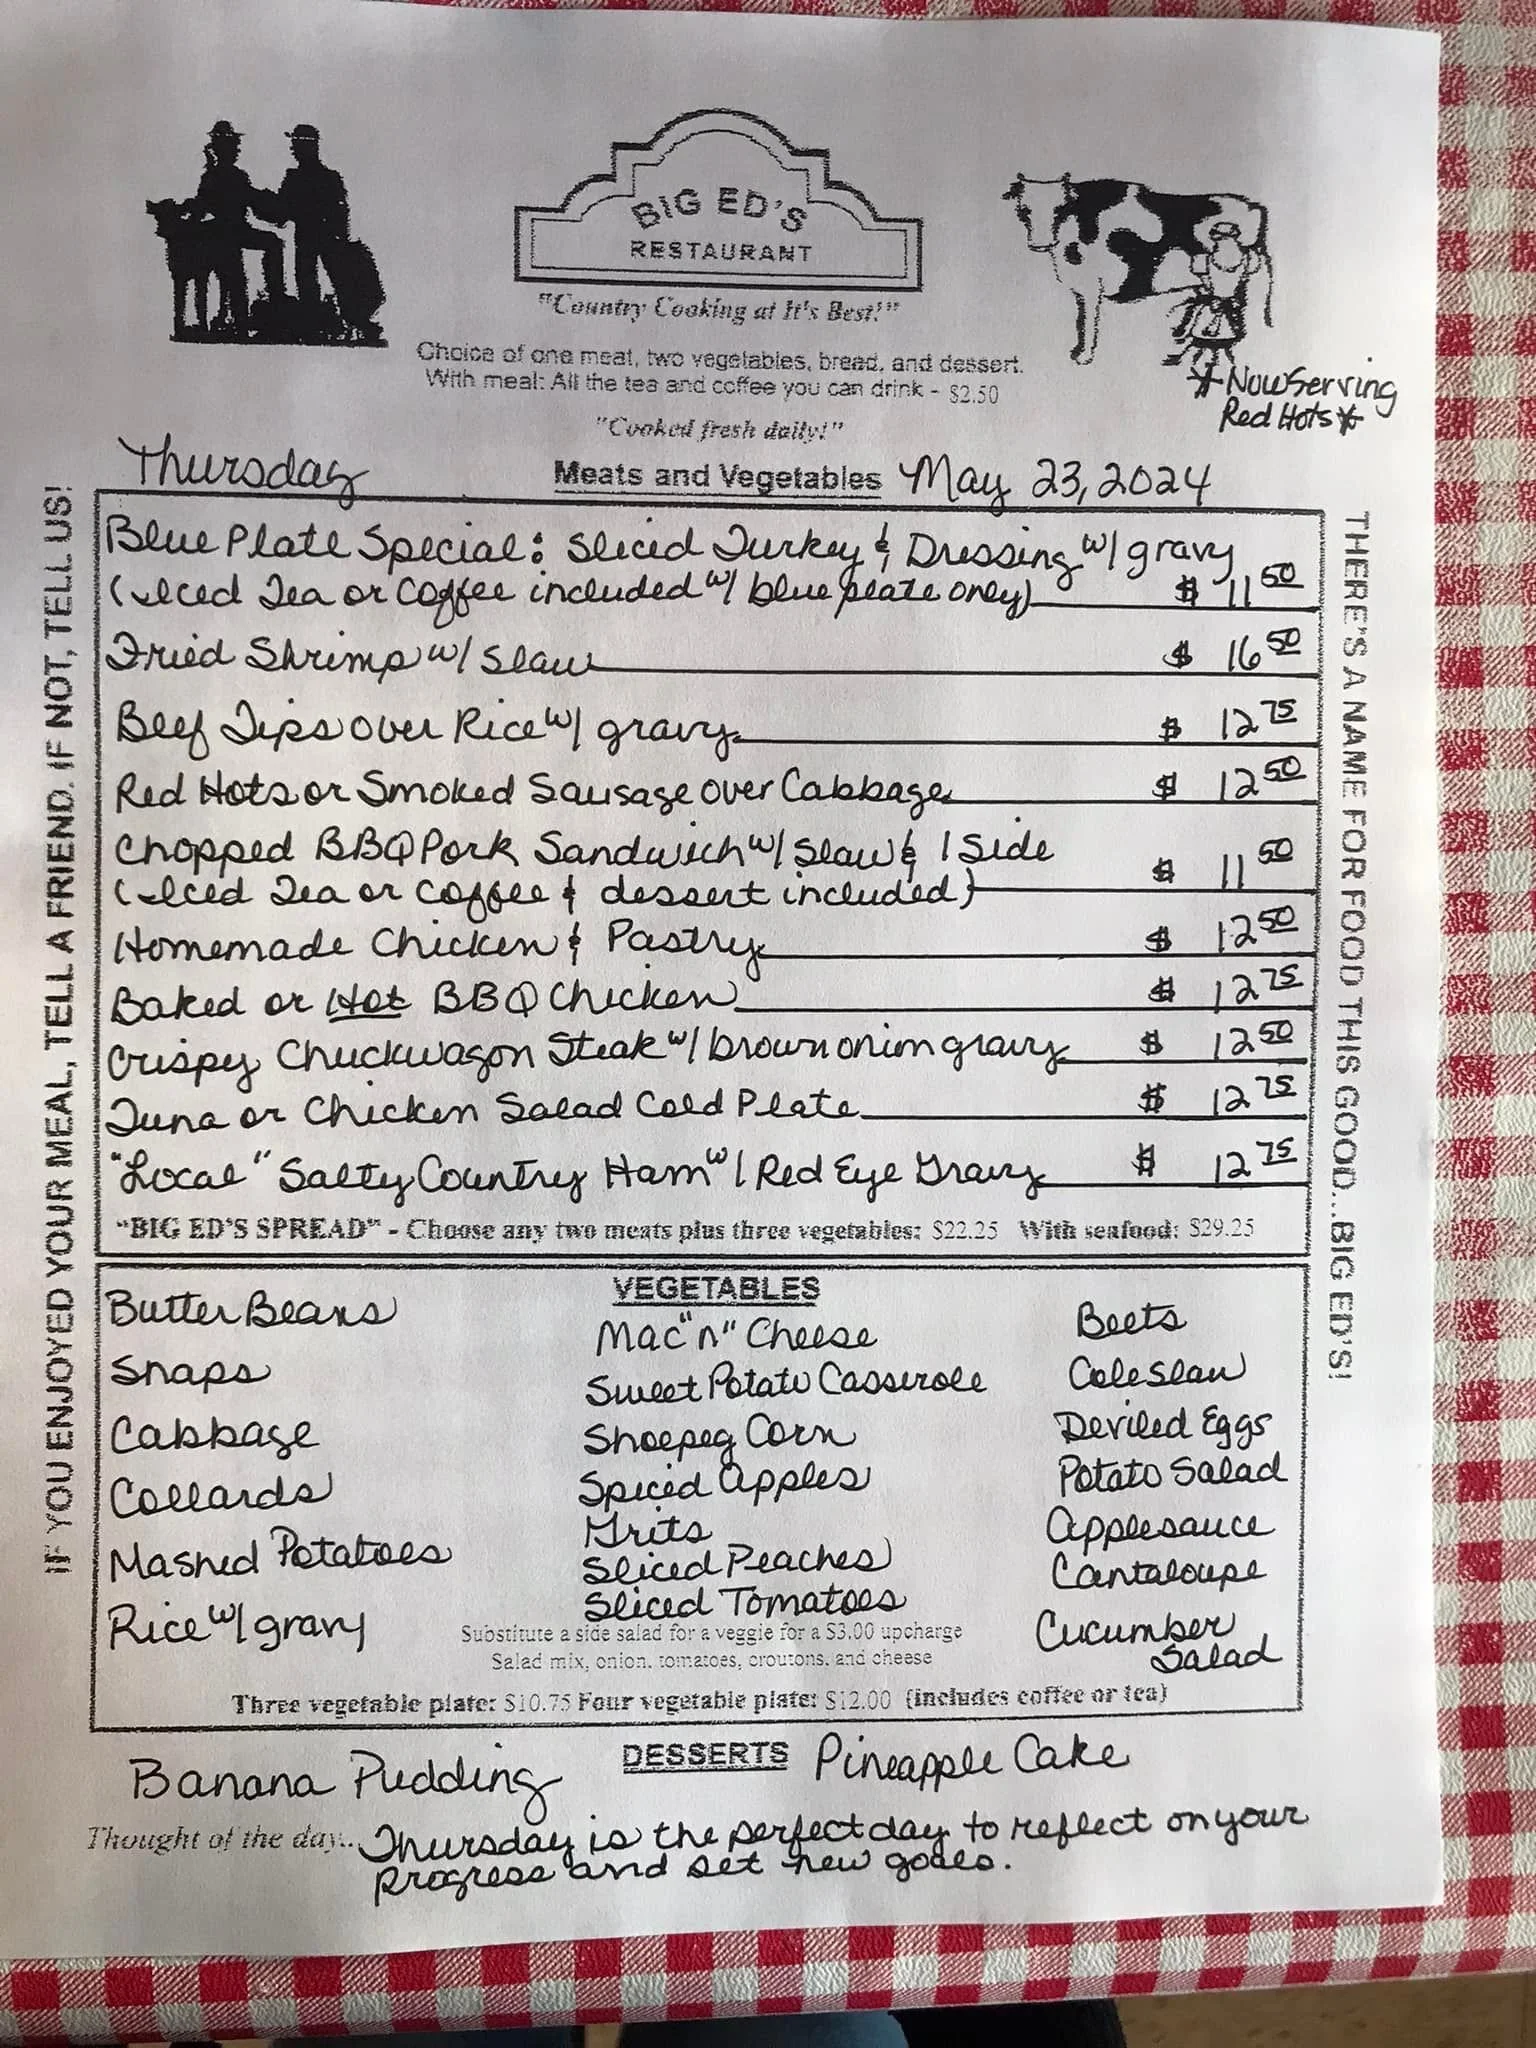 BIG ED'S
RESTAURANT
"Country Cooking at It's Best!"
Choice of one meat, two vegetables, bread, and dessert.
With meal: All the tea and coffee you can drink - $2.50
*Now Serving
Red Hots*
"Cooked fresh daily!"
Thursday Meats and Vegetables May 23, 2024
IF YOU ENJOYED YOUR MEAL, TELL A FRIEND. IF NOT, TELL US!
Blue Plate Special: Sliced Turkey & Dressing w/ gravy
(Iced Tea or Coffee included w/ blue plate only) $ 11 50
Fried Shrimp w/ Slaw $ 16 50
Beef Tips over Rice w/ gravy $ 12 75
Red Hots or Smoked Sausage over Cabbage $ 12 50
Chopped BBQ Pork Sandwich w/ slaw & 1 Side
(Iced Tea or Coffee & dessert included) $ 11 50
Homemade Chicken & Pastry $ 12 50
Baked or Hot BBQ Chicken $ 12 75
Crispy Chuckwagon Steak w/ brown onion gravy $ 12 50
Tuna or Chicken Salad Cold Plate $ 12 75
"Local" Salty Country Ham w/ Red Eye Gravy $ 12 75
"BIG ED'S SPREAD" - Choose any two meats plus three vegetables: $22.25 With seafood: $29.25
THERE'S A NAME FOR FOOD THIS GOOD...BIG ED'S!
VEGETABLES
Butter Beans
Snaps
Cabbage
Collards
Mashed Potatoes
Rice w/ gravy
Mac "n" Cheese
Sweet Potato Casserole
Shoepeg Corn
Spiced Apples
Grits
Sliced Peaches
Sliced Tomatoes
Beets
Cole Slaw
Deviled Eggs
Potato Salad
Applesauce
Cantaloupe
Cucumber
Salad
Substitute a side salad for a veggie for a $3.00 upcharge
Salad mix, onion, tomatoes, croutons, and cheese
Three vegetable plate: $10.75 Four vegetable plate: $12.00 (includes coffee or tea)
DESSERTS
Banana Pudding
Pineapple Cake
Thought of the day... Thursday is the perfect day to reflect on your
progress and set new goals.